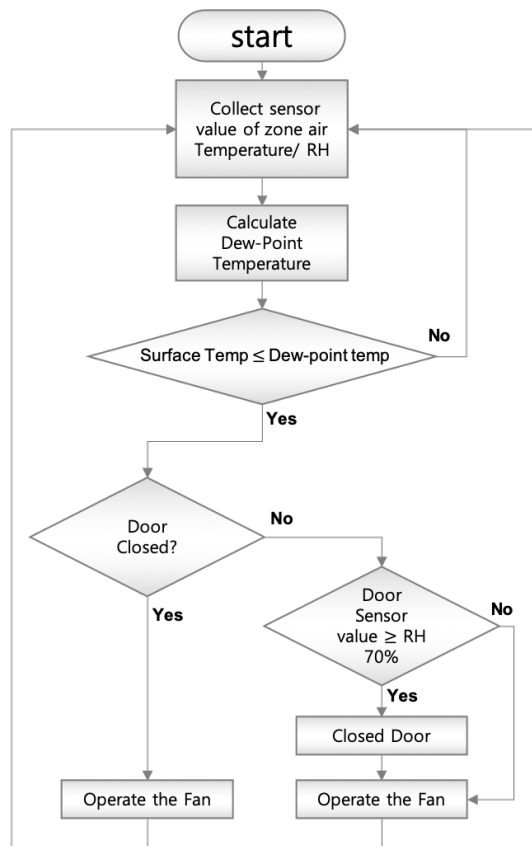 start
Collect sensor
value of zone air
Temperature/ RH
Calculate
Dew-Point
Temperature
Surface Temp ≤ Dew-point temp
No
Yes
Door
Closed?
No
Yes
Door
Sensor
value ≥ RH
70%
No
Yes
Closed Door
Operate the Fan
Operate the Fan